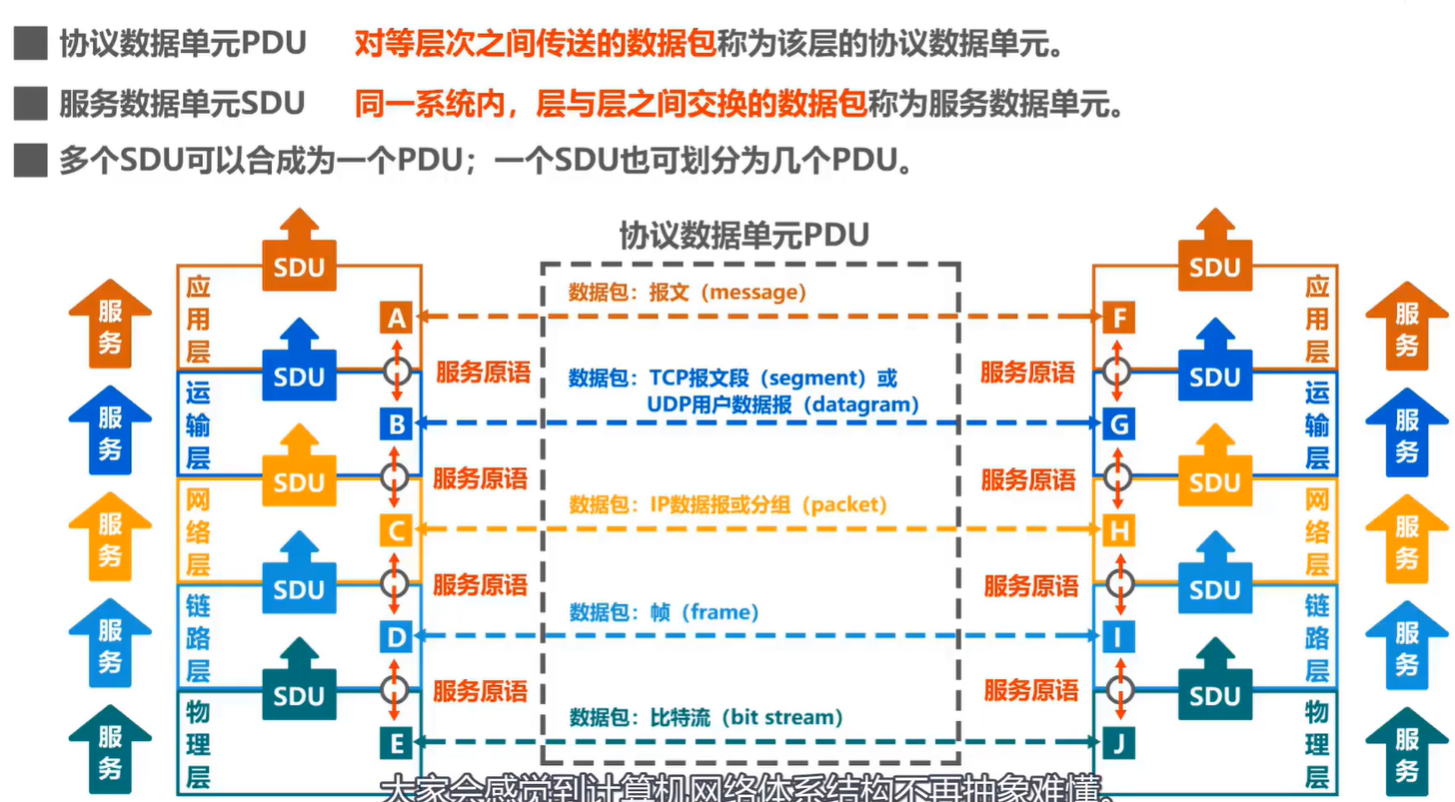 协议数据单元PDU 对等层次之间传送的数据包称为该层的协议数据单元。
服务数据单元SDU 同一系统内，层与层之间交换的数据包称为服务数据单元。
多个SDU可以合成为一个PDU；一个SDU也可划分为几个PDU。
协议数据单元PDU
SDU
SDU
服务
应用层
数据包：报文（message）
应用层
服务
A
F
SDU
服务原语
数据包：TCP报文段（segment）或
UDP用户数据报（datagram）
服务原语
SDU
服务
运输层
B
G
运输层
服务
SDU
服务原语
服务原语
SDU
服务
网络层
数据包：IP数据报或分组（packet）
网络层
服务
C
H
SDU
服务原语
服务原语
SDU
服务
链路层
数据包：帧（frame）
链路层
服务
D
I
SDU
服务原语
服务原语
SDU
服务
物理层
数据包：比特流（bit stream）
物理层
服务
E
J
大家会感觉到计算机网络体系结构不再抽象难懂。